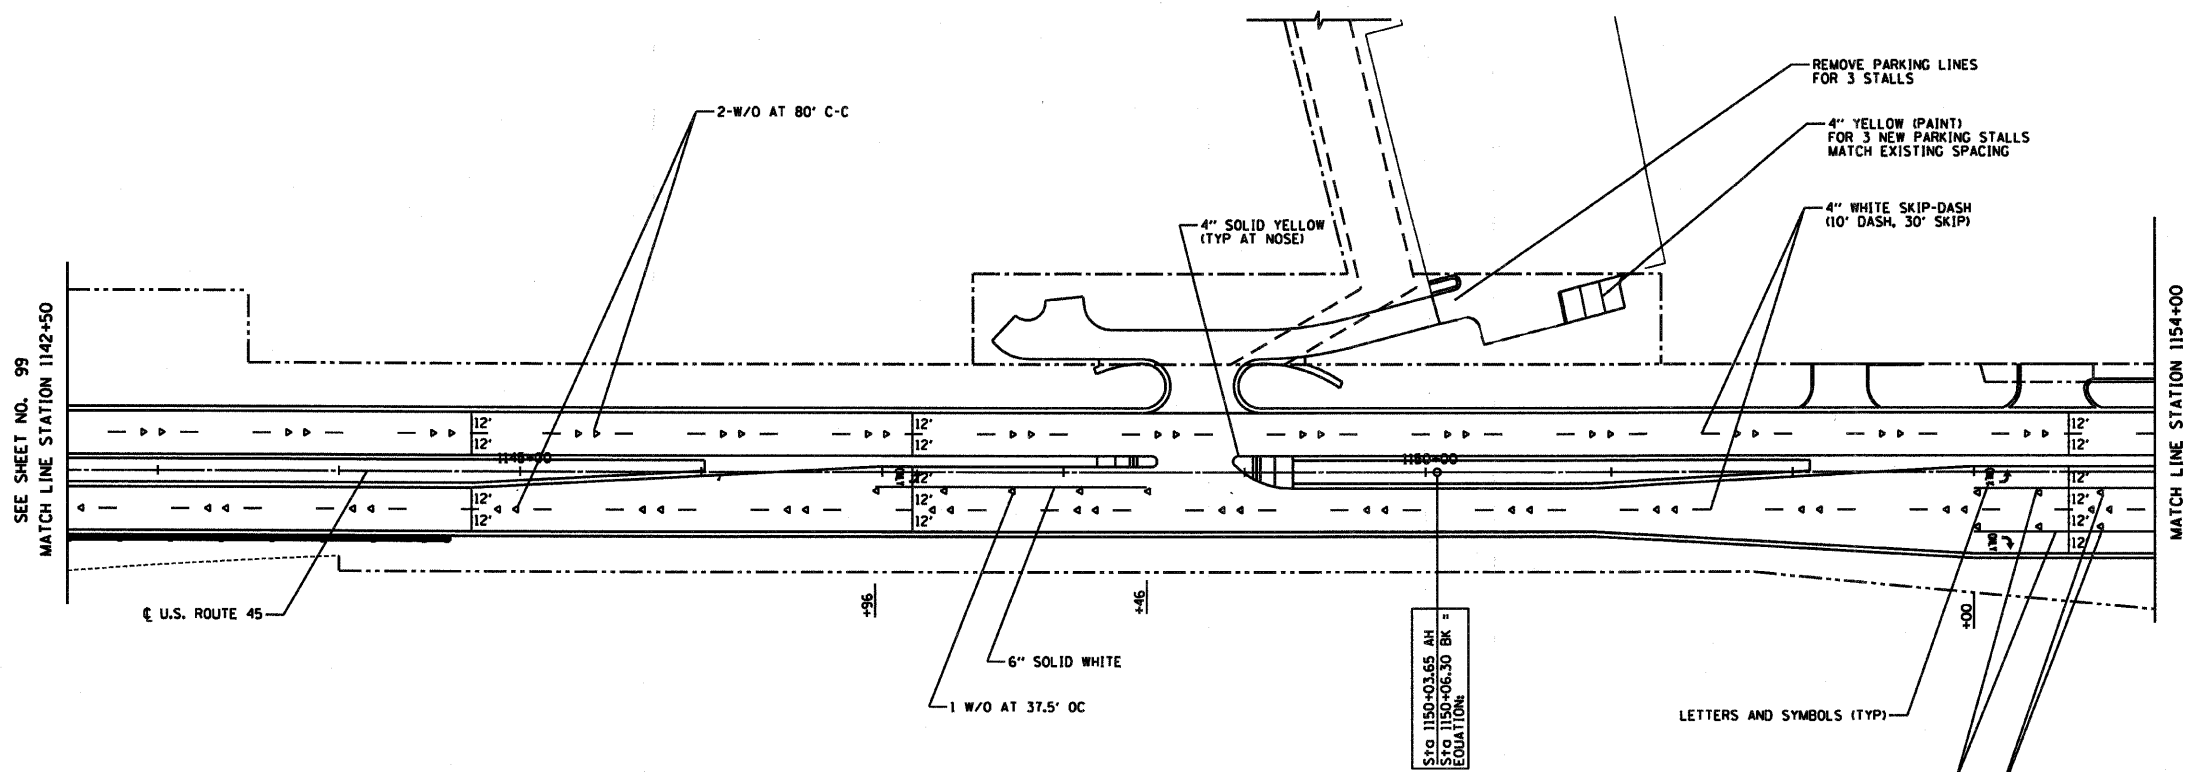 REMOVE PARKING LINES
FOR 3 STALLS
4" YELLOW (PAINT)
FOR 3 NEW PARKING STALLS
MATCH EXISTING SPACING
2-W/O AT 80' C-C
4" SOLID YELLOW
(TYP AT NOSE)
4" WHITE SKIP-DASH
(10' DASH, 30' SKIP)
SEE SHEET NO. 99
MATCH LINE STATION 1142+50
MATCH LINE STATION 1154+00
12'
12'
12'
12'
12'
12'
1145+00
1150+00
12'
12'
12'
12'
12'
12'
12'
12'
12'
12
ONLY
ONLY
ONLY
℄ U.S. ROUTE 45
+96
+46
+00
6" SOLID WHITE
1 W/O AT 37.5' OC
EQUATION:
Sta 1150+06.30 BK =
Sta 1150+03.65 AH
LETTERS AND SYMBOLS (TYP)